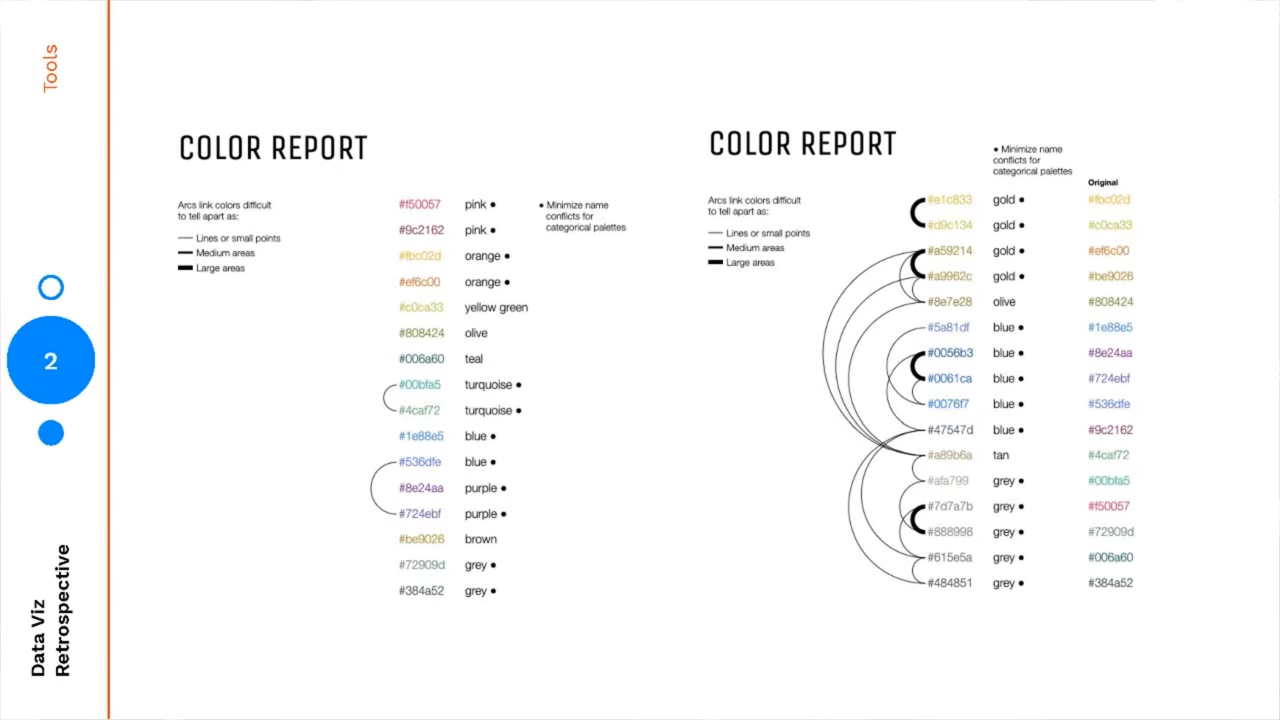 Tools
2
Data Viz
Retrospective
COLOR REPORT
Arcs link colors difficult
to tell apart as:
Lines or small points
Medium areas
Large areas
#f50057 pink •
#9c2162 pink •
#fbc02d orange •
#ef6c00 orange •
#c0ca33 yellow green
#808424 olive
#006a60 teal
#00bfa5 turquoise •
#4caf72 turquoise •
#1e88e5 blue •
#536dfe blue •
#8e24aa purple •
#724ebf purple •
#be9026 brown
#72909d grey •
#384a52 grey •
• Minimize name
conflicts for
categorical palettes
COLOR REPORT
• Minimize name
conflicts for
categorical palettes
Original
Arcs link colors difficult
to tell apart as:
Lines or small points
Medium areas
Large areas
#e1c833 gold • #fbc02d
#d9c134 gold • #c0ca33
#a59214 gold • #ef6c00
#a9962c gold • #be9026
#8e7e28 olive #808424
#5a81df blue • #1e88e5
#0056b3 blue • #8e24aa
#0061ca blue • #724ebf
#0076f7 blue • #536dfe
#47547d blue • #9c2162
#a89b6a tan #4caf72
#afa799 grey • #00bfa5
#7d7a7b grey • #f50057
#888998 grey • #72909d
#615e5a grey • #006a60
#484851 grey • #384a52